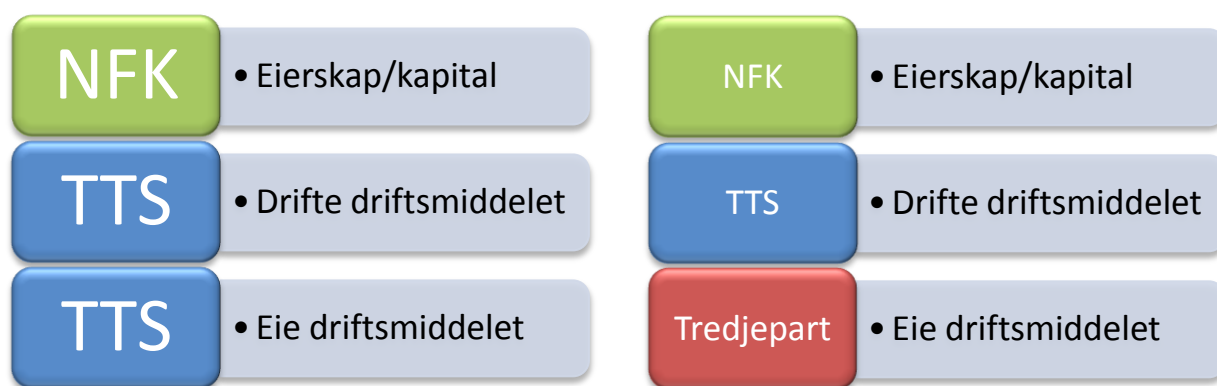 NFK
• Eierskap/kapital
TTS
• Drifte driftsmiddelet
TTS
• Eie driftsmiddelet
NFK
• Eierskap/kapital
TTS
• Drifte driftsmiddelet
Tredjepart
• Eie driftsmiddelet